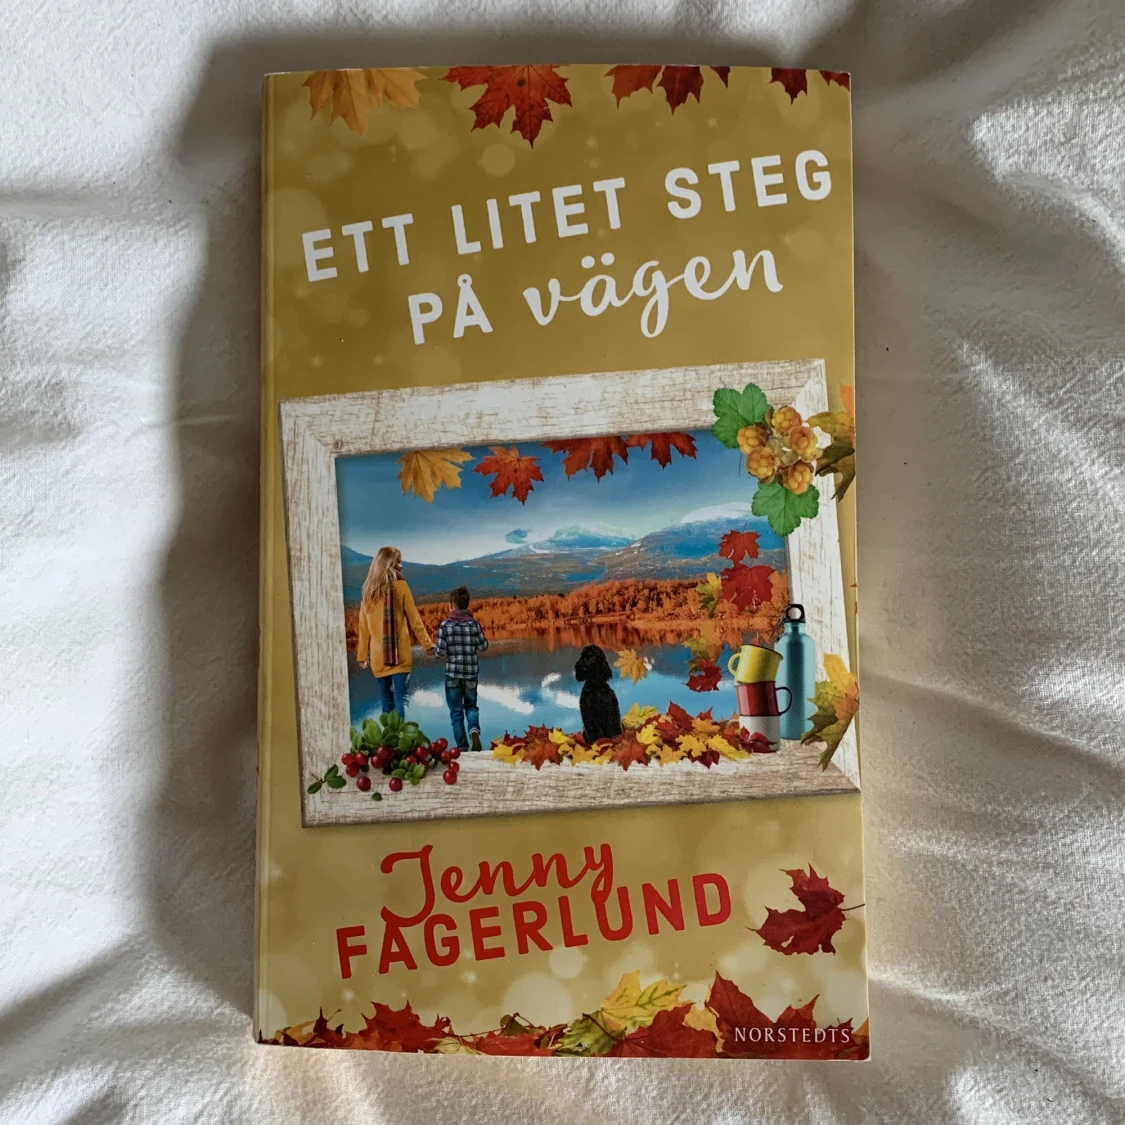 ETT LITET STEG
PÅ vägen
Jenny
FAGERLUND
NORSTEDTS